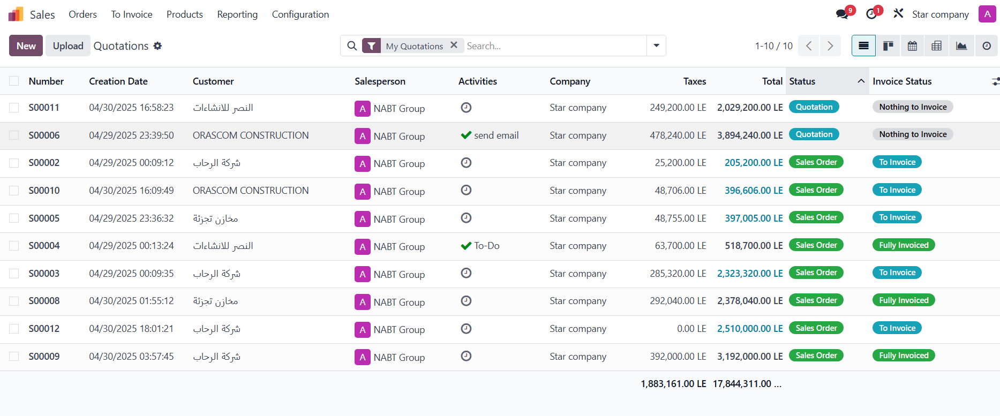 Sales Orders To Invoice Products Reporting Configuration 9 1 Star company A
New Upload Quotations My Quotations Search... 1-10 / 10
Number Creation Date Customer Salesperson Activities Company Taxes Total Status Invoice Status
S00011 04/30/2025 16:58:23 النصر للانشاءات A NABT Group Star company 249,200.00 LE 2,029,200.00 LE Quotation Nothing to Invoice
S00006 04/29/2025 23:39:50 ORASCOM CONSTRUCTION A NABT Group send email Star company 478,240.00 LE 3,894,240.00 LE Quotation Nothing to Invoice
S00002 04/29/2025 00:09:12 شركة الرحاب A NABT Group Star company 25,200.00 LE 205,200.00 LE Sales Order To Invoice
S00010 04/30/2025 16:09:49 ORASCOM CONSTRUCTION A NABT Group Star company 48,706.00 LE 396,606.00 LE Sales Order To Invoice
S00005 04/29/2025 23:36:32 مخازن تجزئة A NABT Group Star company 48,755.00 LE 397,005.00 LE Sales Order To Invoice
S00004 04/29/2025 00:13:24 النصر للانشاءات A NABT Group To-Do Star company 63,700.00 LE 518,700.00 LE Sales Order Fully Invoiced
S00003 04/29/2025 00:09:35 شركة الرحاب A NABT Group Star company 285,320.00 LE 2,323,320.00 LE Sales Order To Invoice
S00008 04/30/2025 01:55:12 مخازن تجزئة A NABT Group Star company 292,040.00 LE 2,378,040.00 LE Sales Order Fully Invoiced
S00012 04/30/2025 18:01:21 شركة الرحاب A NABT Group Star company 0.00 LE 2,510,000.00 LE Sales Order To Invoice
S00009 04/30/2025 03:57:45 شركة الرحاب A NABT Group Star company 392,000.00 LE 3,192,000.00 LE Sales Order Fully Invoiced
1,883,161.00 LE 17,844,311.00 ...